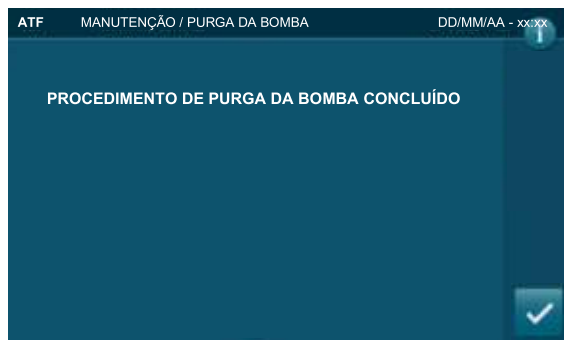 ATF MANUTENÇÃO / PURGA DA BOMBA DD/MM/AA - xx:xx
PROCEDIMENTO DE PURGA DA BOMBA CONCLUÍDO